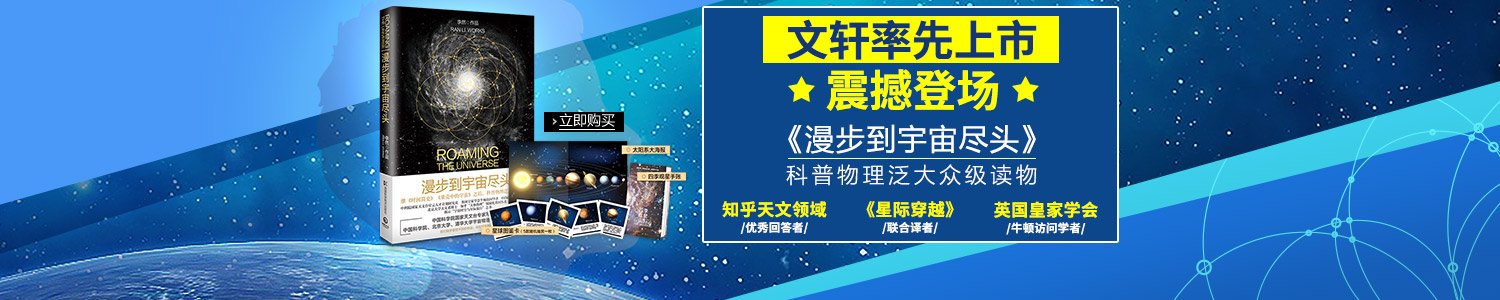 李然◎作品
RAN LI.WORKS
漫步到宇宙尽头
李然◎作品
ROAMING
THE UNIVERSE
漫步到宇宙尽头
立即购买
太阳系大海报
四季观星手账
星球图鉴卡
文轩率先上市
震撼登场
《漫步到宇宙尽头》
科普物理泛大众级读物
知乎天文领域
/优秀回答者/
《星际穿越》
/联合译者/
英国皇家学会
/牛顿访问学者/